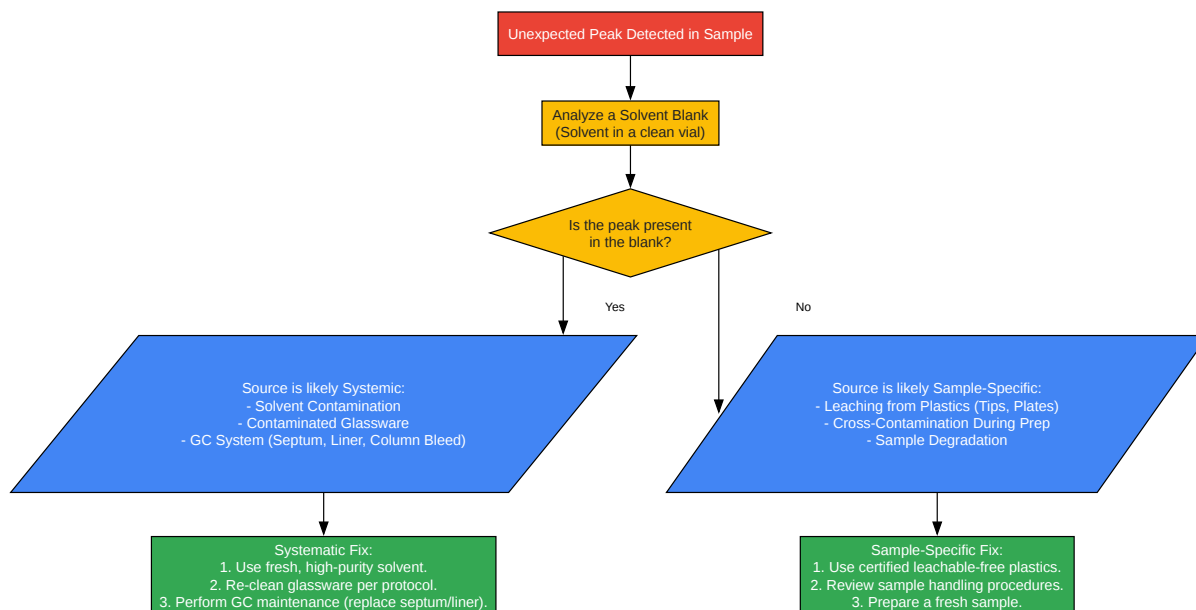 Unexpected Peak Detected in Sample
Analyze a Solvent Blank
(Solvent in a clean vial)
Is the peak present
in the blank?
Yes
No
Source is likely Systemic:
- Solvent Contamination
- Contaminated Glassware
- GC System (Septum, Liner, Column Bleed)
Source is likely Sample-Specific:
- Leaching from Plastics (Tips, Plates)
- Cross-Contamination During Prep
- Sample Degradation
Systematic Fix:
1. Use fresh, high-purity solvent.
2. Re-clean glassware per protocol.
3. Perform GC maintenance (replace septum/liner).
Sample-Specific Fix:
1. Use certified leachable-free plastics.
2. Review sample handling procedures.
3. Prepare a fresh sample.